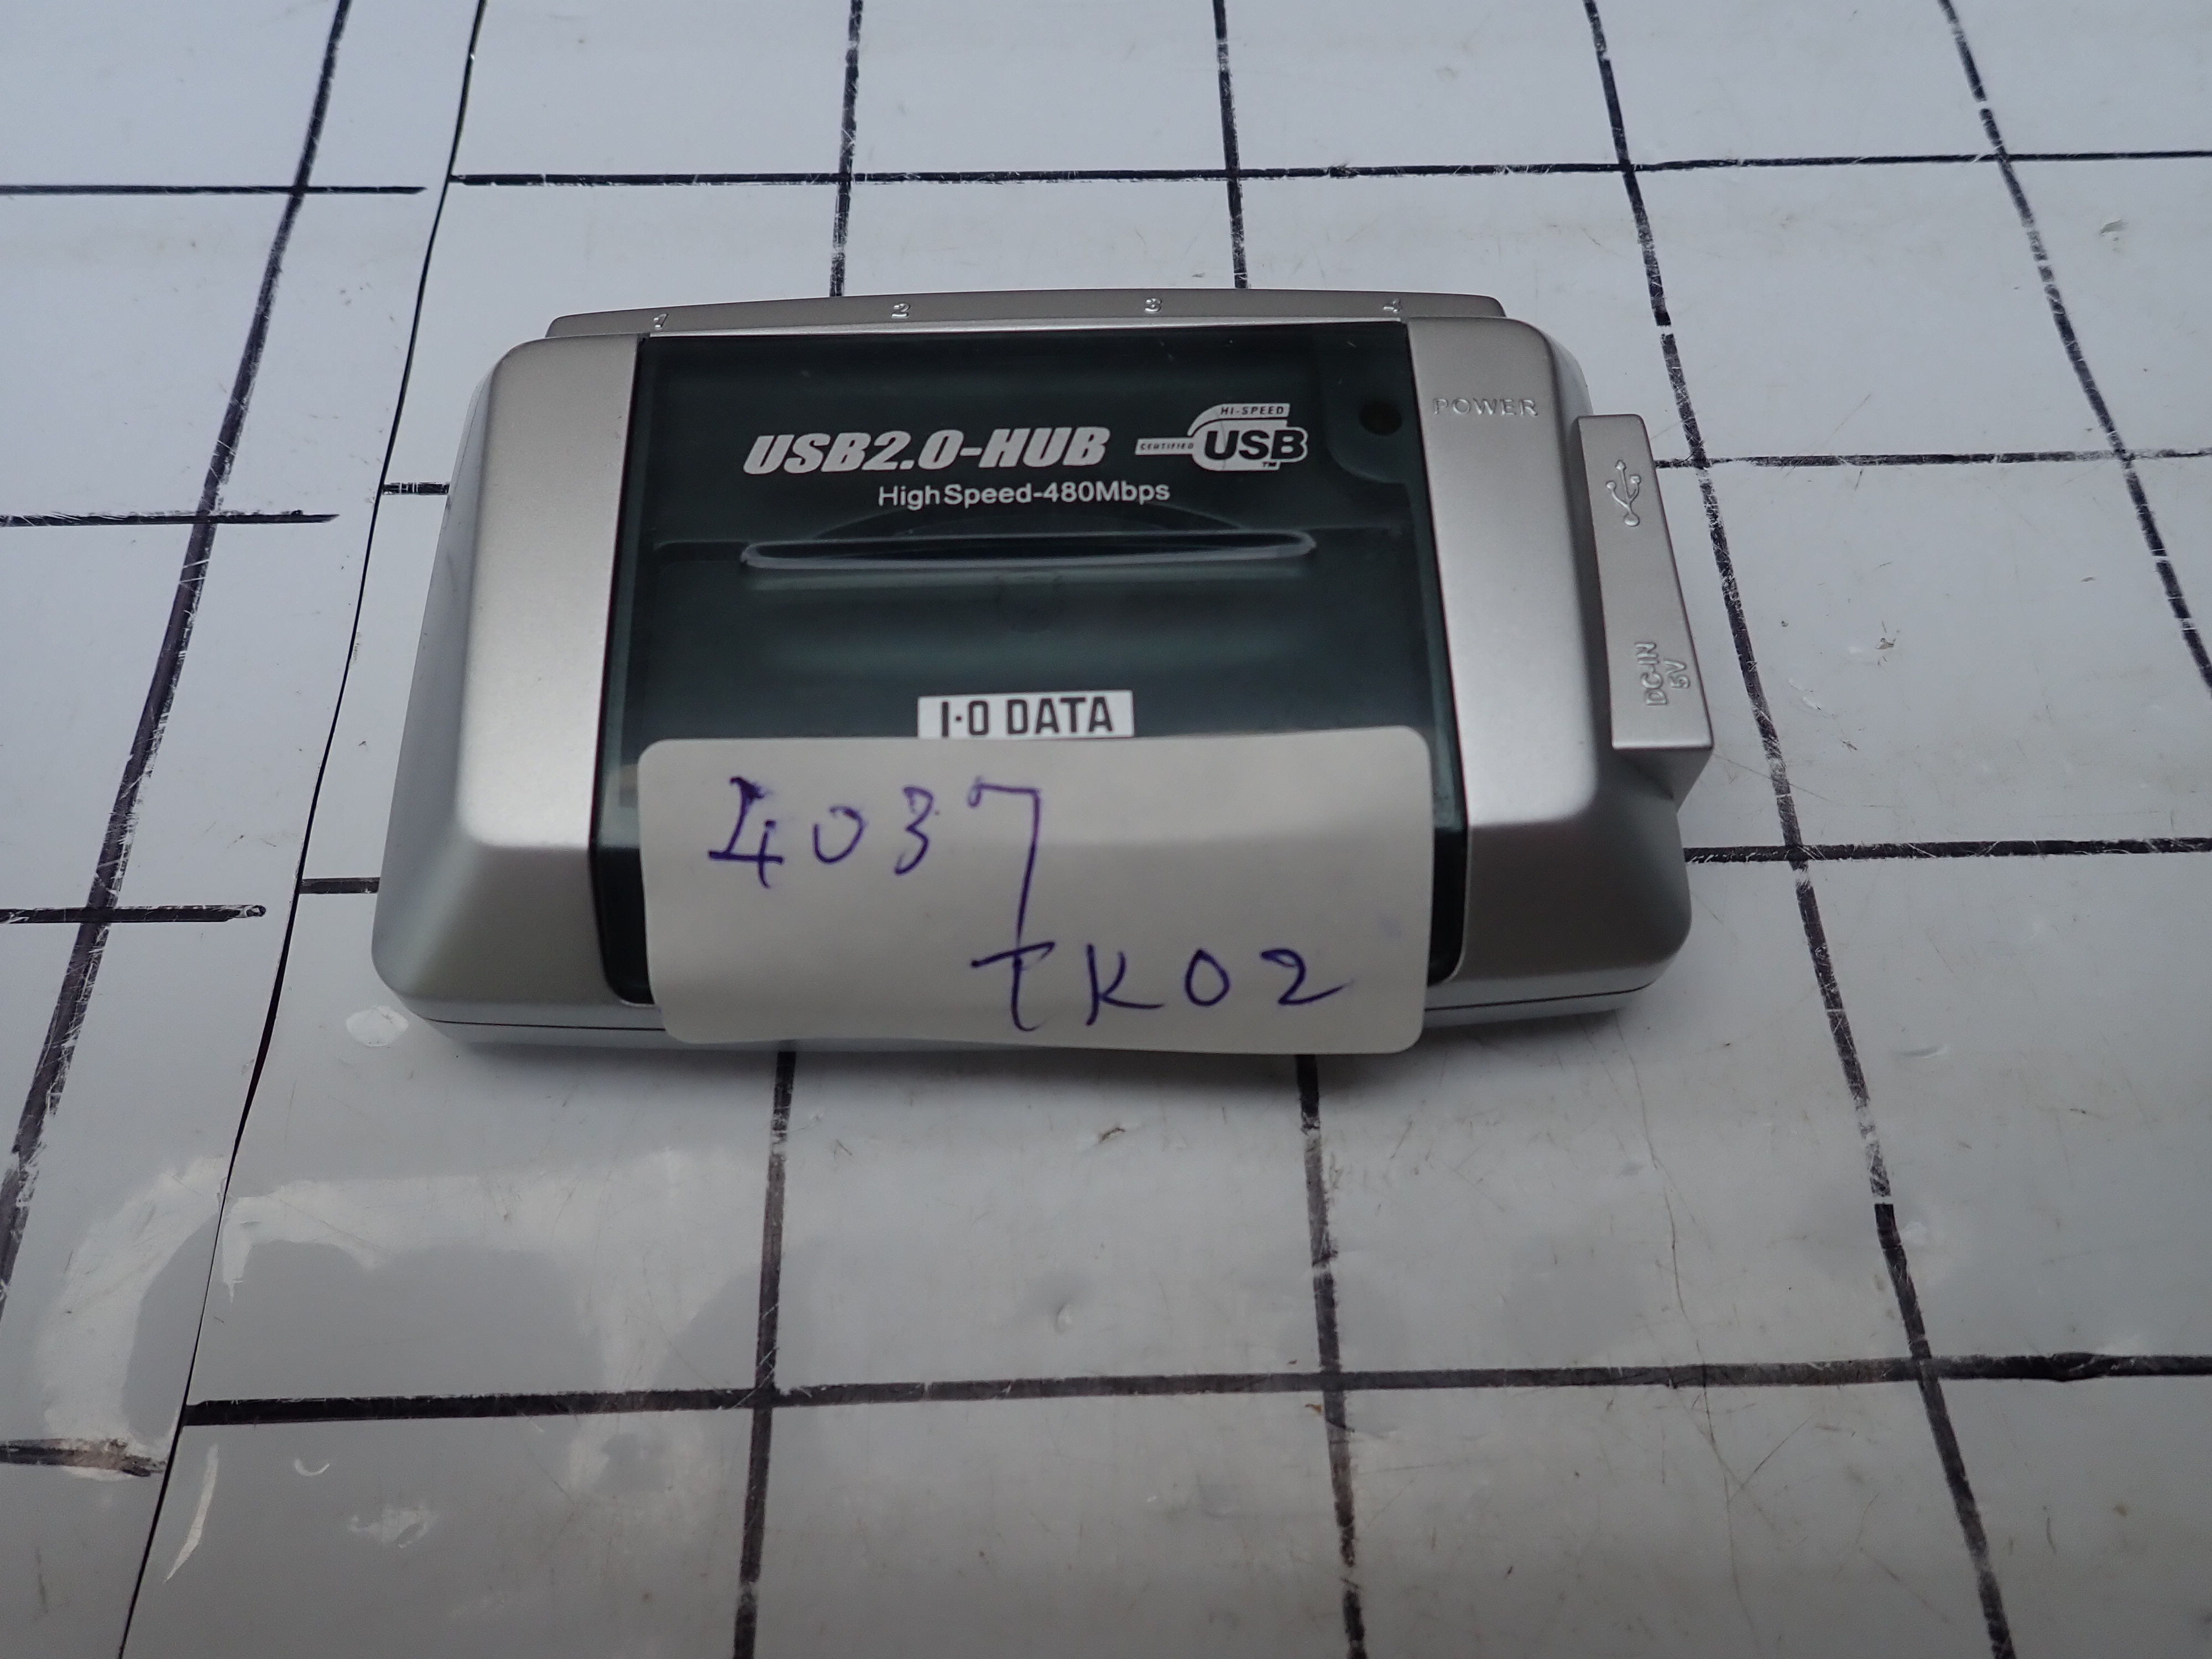 1 2 3 4
POWER
HI-SPEED
CERTIFIED USB™
USB2.0-HUB
HighSpeed-480Mbps
DC-IN
5V
I·O DATA
4037
TK02